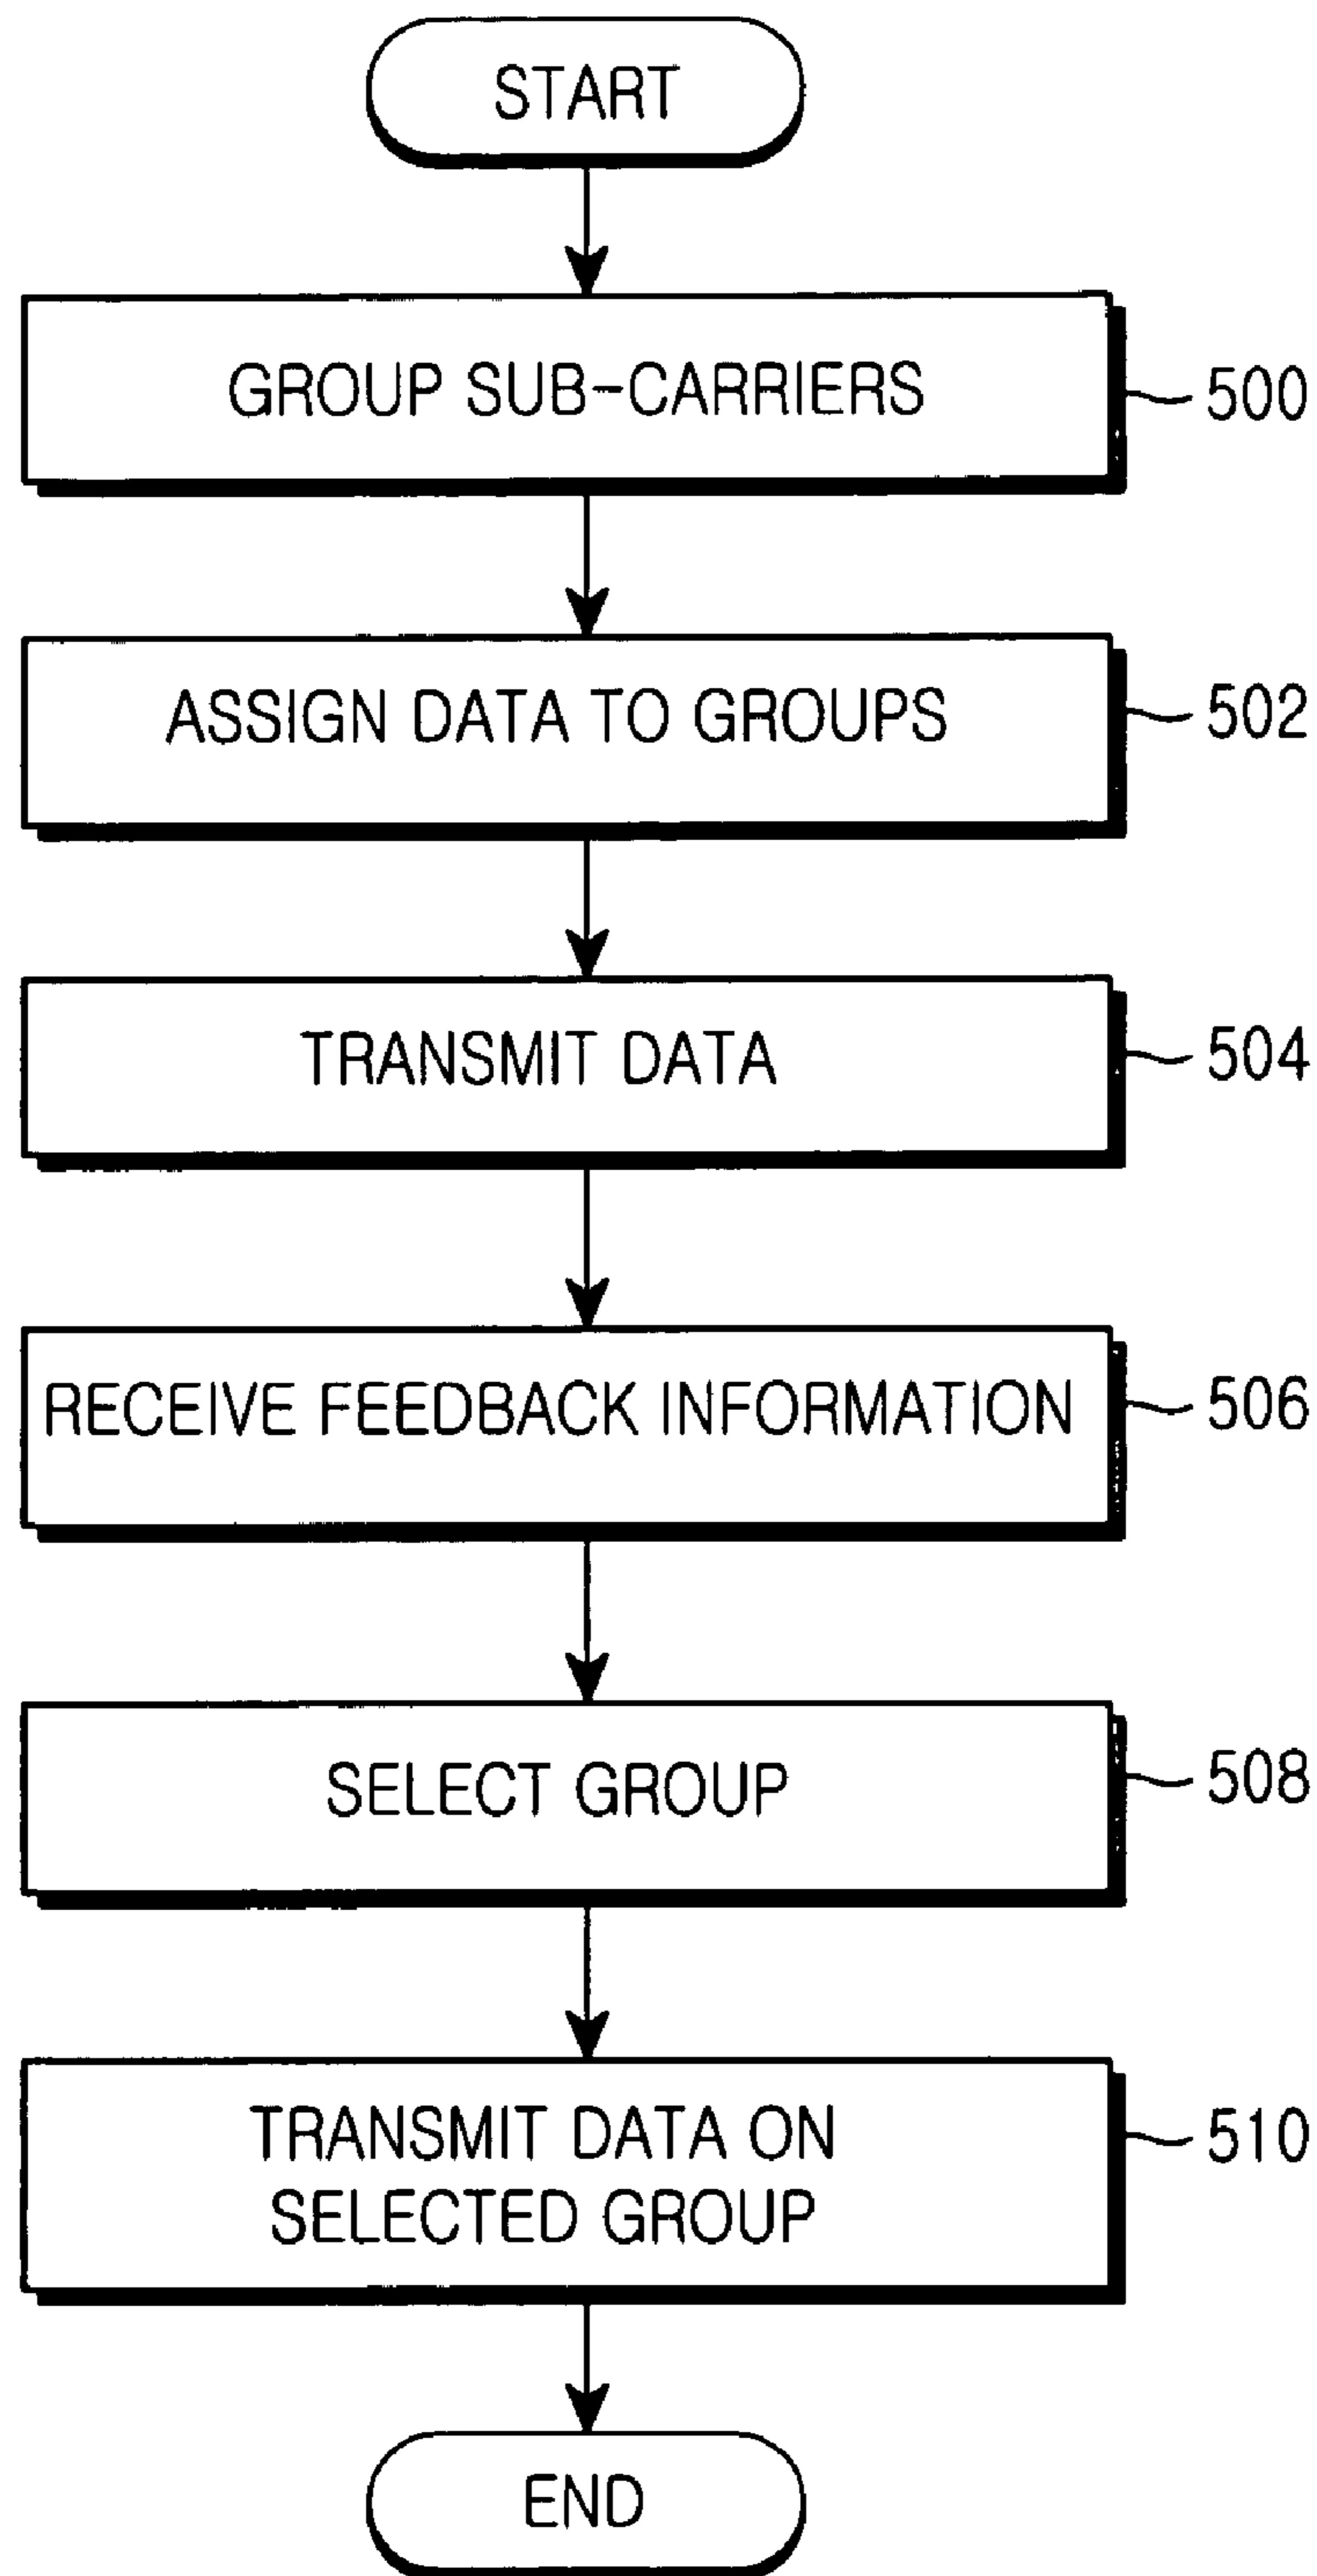 START
GROUP SUB-CARRIERS
500
ASSIGN DATA TO GROUPS
502
TRANSMIT DATA
504
RECEIVE FEEDBACK INFORMATION
506
SELECT GROUP
508
TRANSMIT DATA ON
SELECTED GROUP
510
END